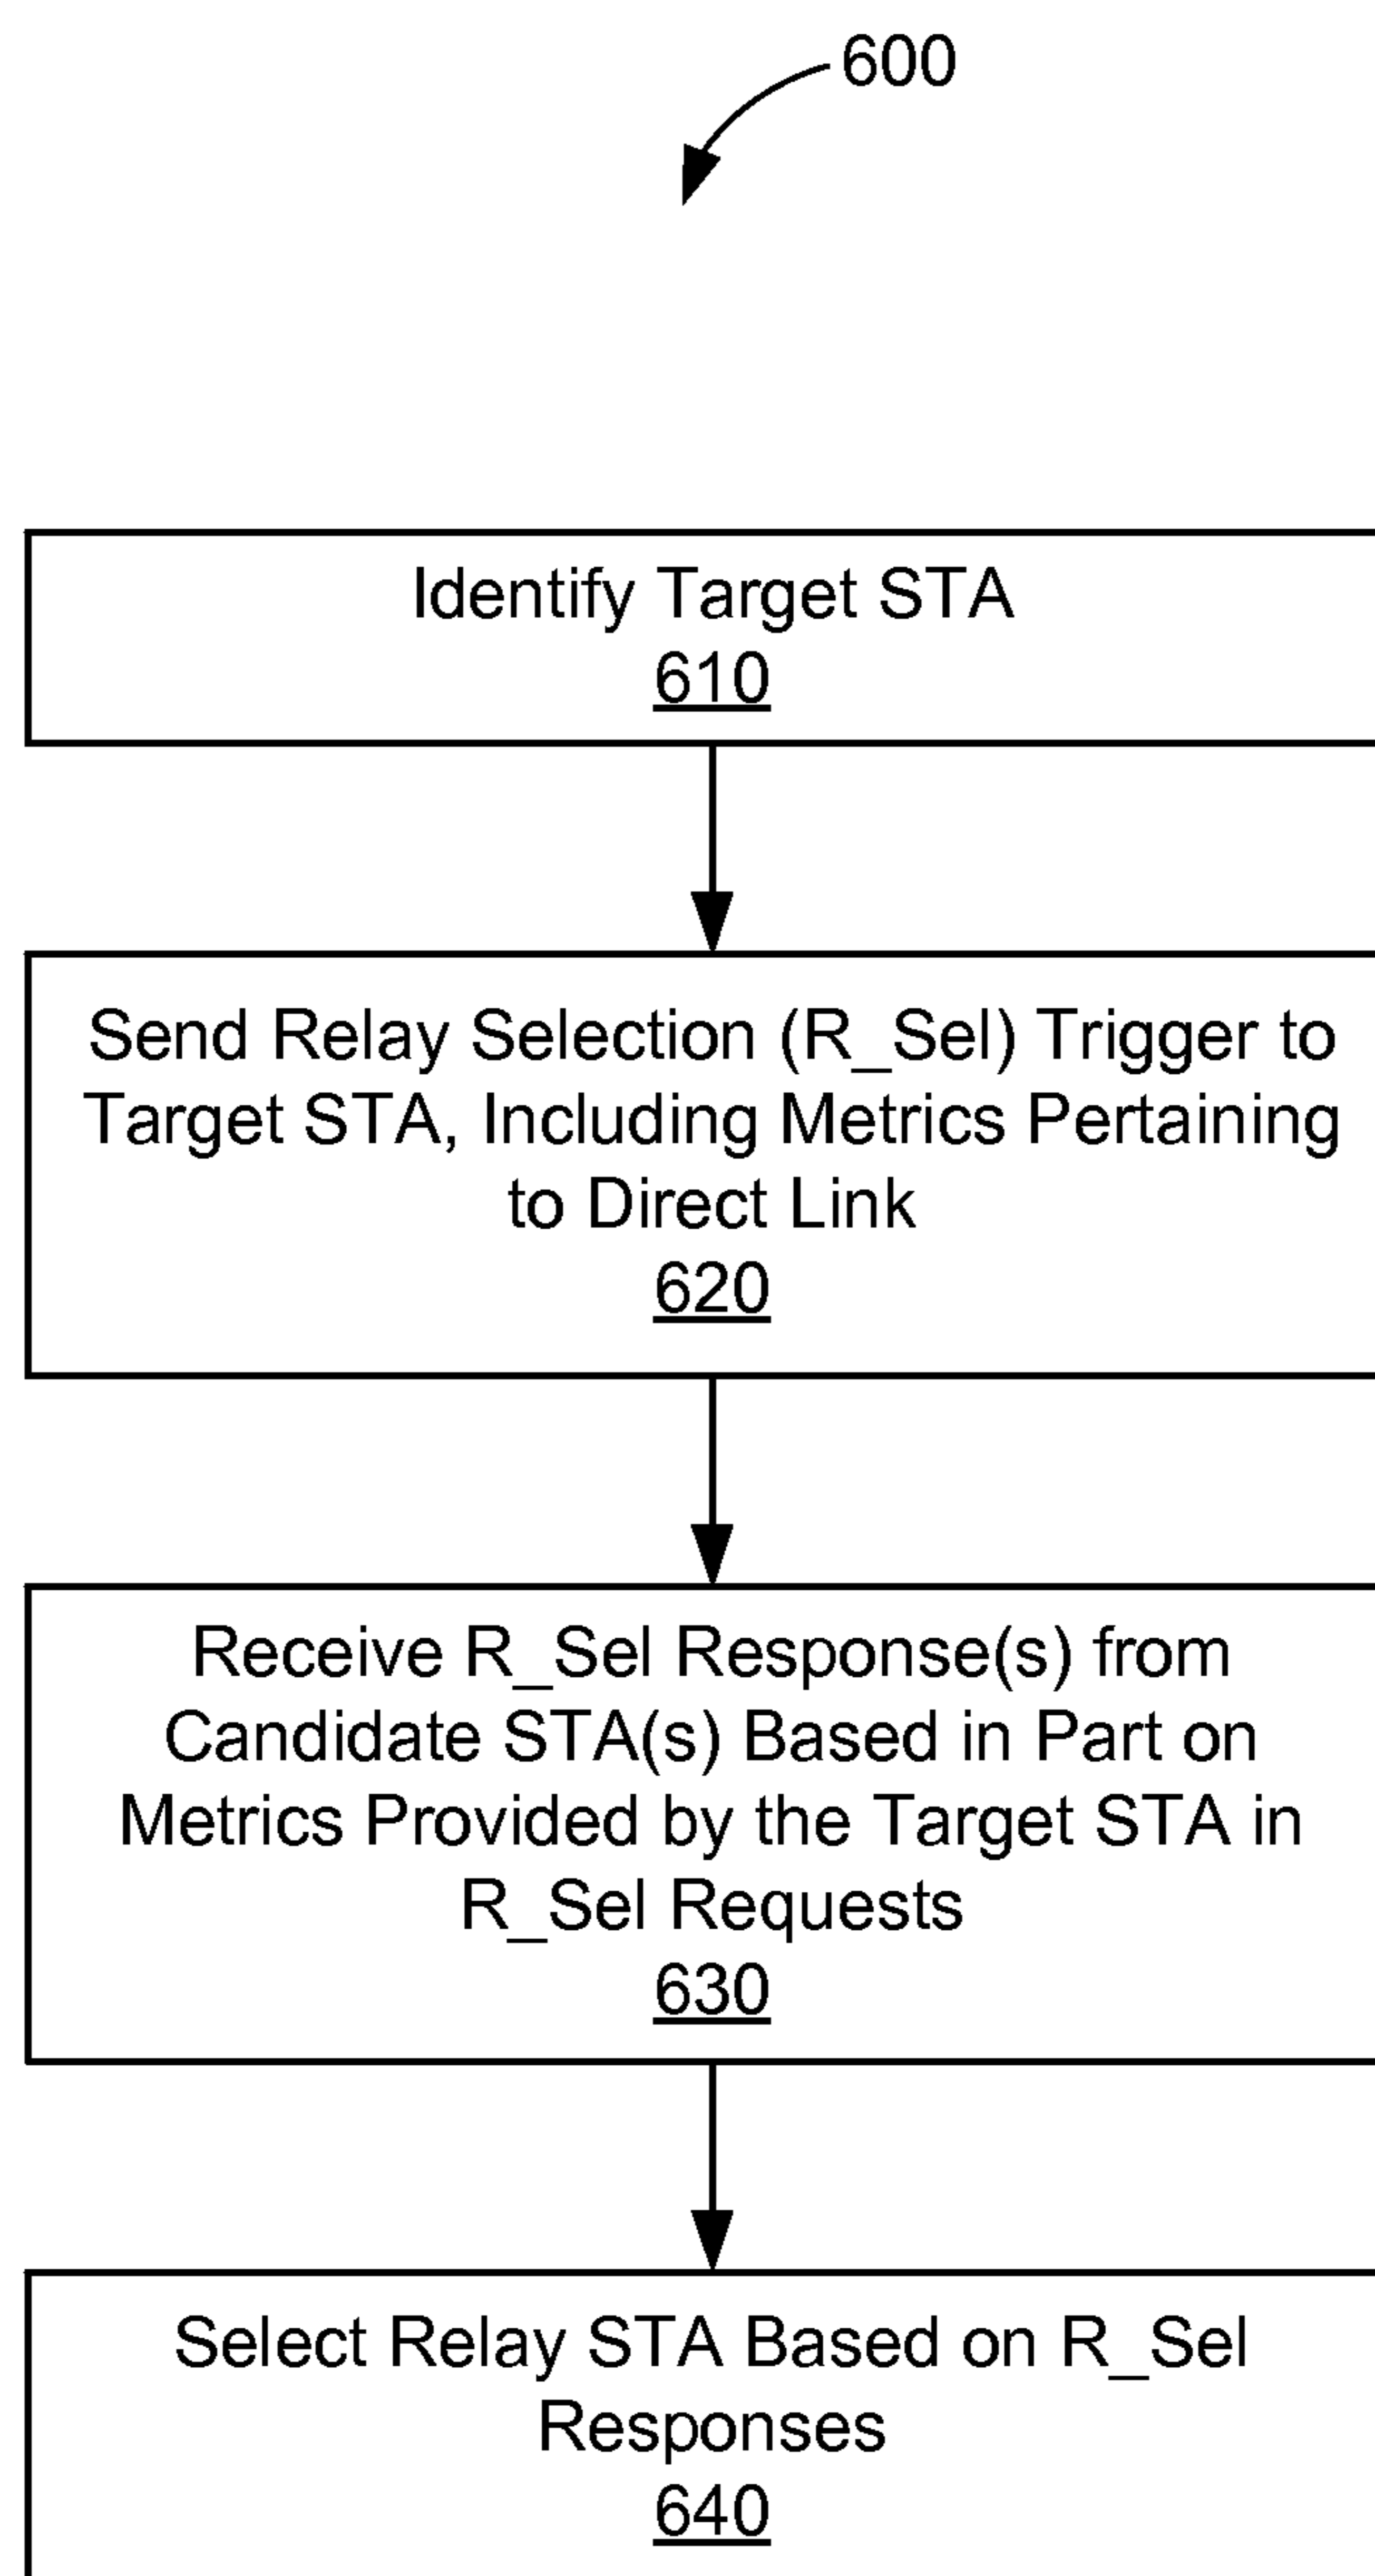 600
Identify Target STA
610
Send Relay Selection (R_Sel) Trigger to
Target STA, Including Metrics Pertaining
to Direct Link
620
Receive R_Sel Response(s) from
Candidate STA(s) Based in Part on
Metrics Provided by the Target STA in
R_Sel Requests
630
Select Relay STA Based on R_Sel
Responses
640